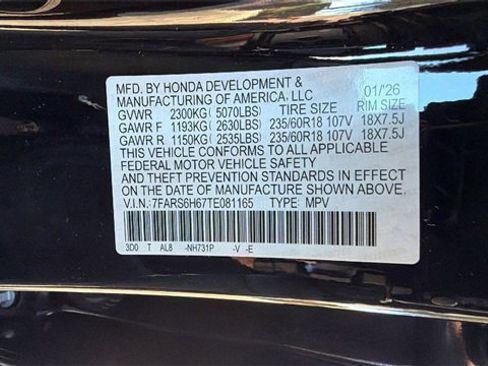 MFD. BY HONDA DEVELOPMENT & 01/'26
MANUFACTURING OF AMERICA, LLC
GVWR 2300KG( 5070LBS) TIRE SIZE RIM SIZE
GAWR F 1193KG( 2630LBS) 235/60R18 107V 18X7.5J
GAWR R 1150KG( 2535LBS) 235/60R18 107V 18X7.5J
THIS VEHICLE CONFORMS TO ALL APPLICABLE
FEDERAL MOTOR VEHICLE SAFETY
AND THEFT PREVENTION STANDARDS IN EFFECT
ON THE DATE OF MANUFACTURE SHOWN ABOVE.
V.I.N.:7FARS6H67TE081165 TYPE: MPV
3D0 T AL8 -NH731P -V -E